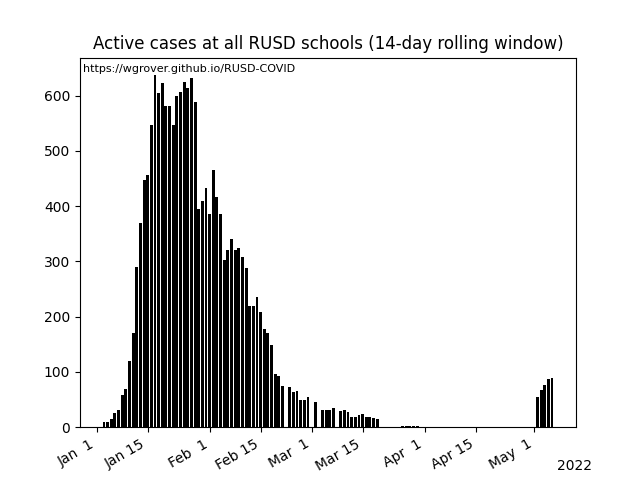 Active cases at all RUSD schools (14-day rolling window)
https://wgrover.github.io/RUSD-COVID
600
500
400
300
200
100
0
Jan 1
Jan 15
Feb 1
Feb 15
Mar 1
Mar 15
Apr 1
Apr 15
May 1
2022